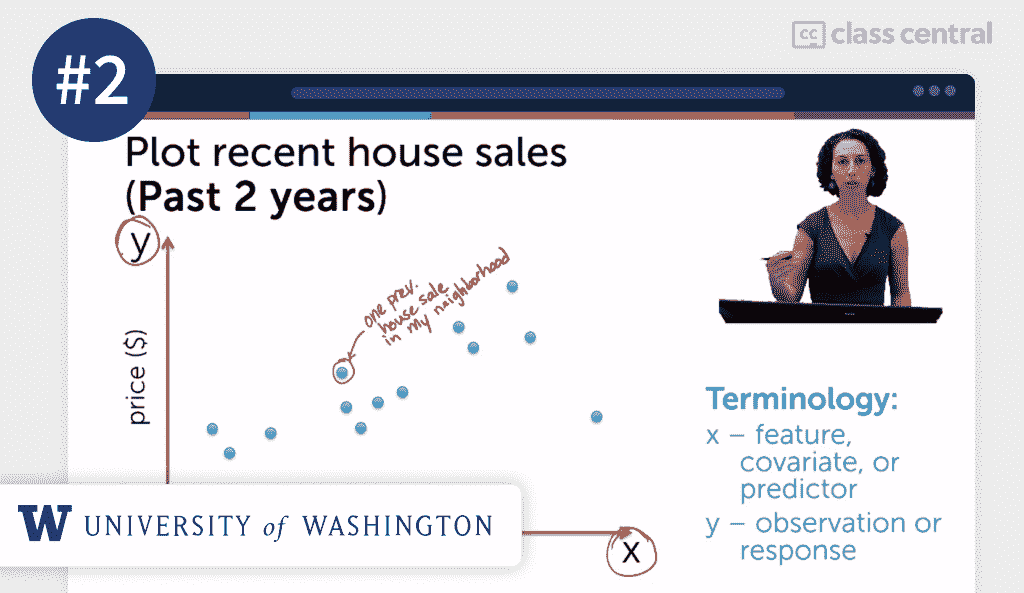 #2
class central
Plot recent house sales
(Past 2 years)
y
one prev.
house sale
in my neighborhood
price ($)
Terminology:
x – feature,
covariate, or
predictor
y – observation or
response
W UNIVERSITY of WASHINGTON
x